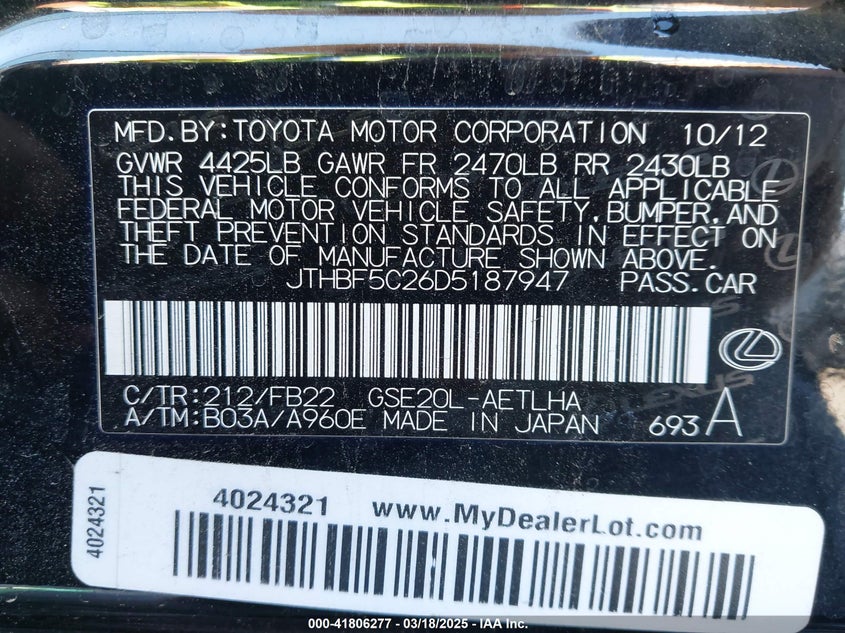 MFD.BY:TOYOTA MOTOR CORPORATION 10/12
GVWR 4425LB GAWR FR 2470LB RR 2430LB
THIS VEHICLE CONFORMS TO ALL APPLICABLE
FEDERAL MOTOR VEHICLE SAFETY,BUMPER,AND
THEFT PREVENTION STANDARDS IN EFFECT ON
THE DATE OF MANUFACTURE SHOWN ABOVE.
JTHBF5C26D5187947 PASS.CAR
C/TR:212/FB22 GSE20L-AETLHA
A/TM:B03A/A960E MADE IN JAPAN 693 A
4024321
4024321 www.MyDealerLot.com
000-41806277 - 03/18/2025 - IAA Inc.